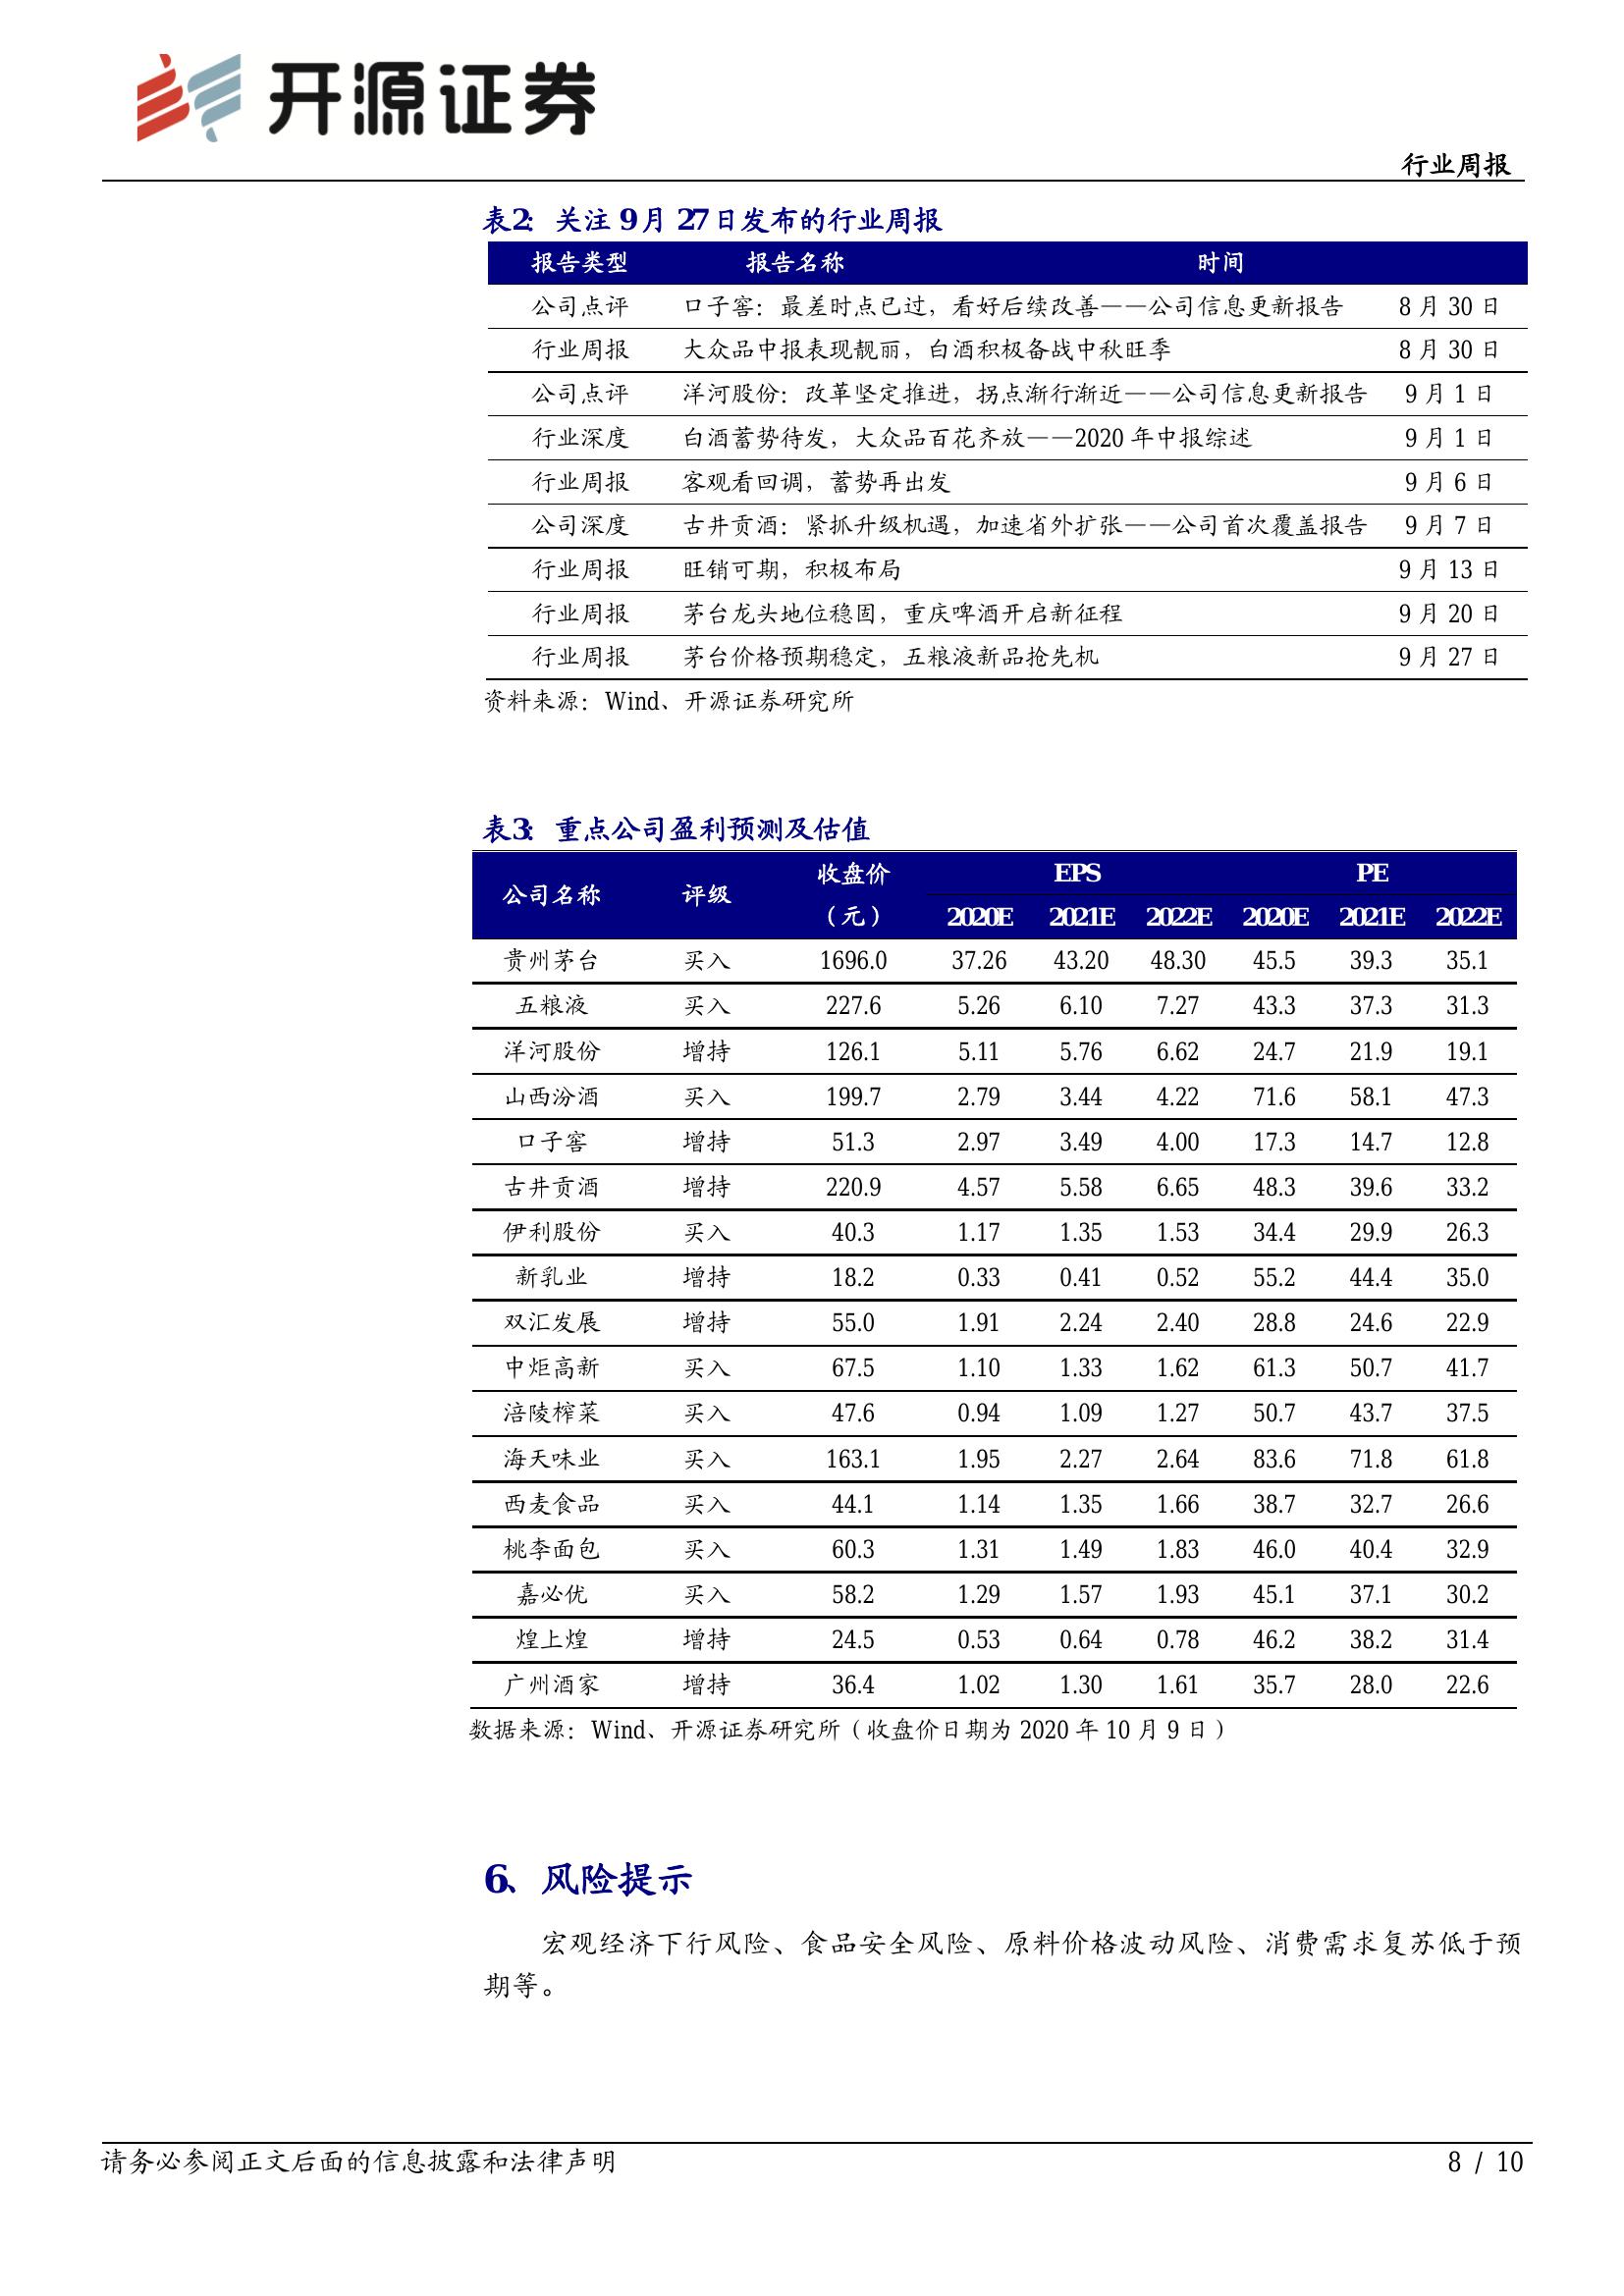 开源证券
行业周报
表2：关注 9月 27日发布的行业周报
报告类型 报告名称 时间
公司点评 口子窖：最差时点已过，看好后续改善——公司信息更新报告 8 月 30 日
行业周报 大众品中报表现靓丽，白酒积极备战中秋旺季 8 月 30 日
公司点评 洋河股份：改革坚定推进，拐点渐行渐近——公司信息更新报告 9 月 1 日
行业深度 白酒蓄势待发，大众品百花齐放——2020 年中报综述 9 月 1 日
行业周报 客观看回调，蓄势再出发 9 月 6 日
公司深度 古井贡酒：紧抓升级机遇，加速省外扩张——公司首次覆盖报告 9 月 7 日
行业周报 旺销可期，积极布局 9 月 13 日
行业周报 茅台龙头地位稳固，重庆啤酒开启新征程 9 月 20 日
行业周报 茅台价格预期稳定，五粮液新品抢先机 9 月 27 日
资料来源：Wind、开源证券研究所
表3：重点公司盈利预测及估值
公司名称 评级 收盘价 EPS PE
（元） 2020E 2021E 2022E 2020E 2021E 2022E
贵州茅台 买入 1696.0 37.26 43.20 48.30 45.5 39.3 35.1
五粮液 买入 227.6 5.26 6.10 7.27 43.3 37.3 31.3
洋河股份 增持 126.1 5.11 5.76 6.62 24.7 21.9 19.1
山西汾酒 买入 199.7 2.79 3.44 4.22 71.6 58.1 47.3
口子窖 增持 51.3 2.97 3.49 4.00 17.3 14.7 12.8
古井贡酒 增持 220.9 4.57 5.58 6.65 48.3 39.6 33.2
伊利股份 买入 40.3 1.17 1.35 1.53 34.4 29.9 26.3
新乳业 增持 18.2 0.33 0.41 0.52 55.2 44.4 35.0
双汇发展 增持 55.0 1.91 2.24 2.40 28.8 24.6 22.9
中炬高新 买入 67.5 1.10 1.33 1.62 61.3 50.7 41.7
涪陵榨菜 买入 47.6 0.94 1.09 1.27 50.7 43.7 37.5
海天味业 买入 163.1 1.95 2.27 2.64 83.6 71.8 61.8
西麦食品 买入 44.1 1.14 1.35 1.66 38.7 32.7 26.6
桃李面包 买入 60.3 1.31 1.49 1.83 46.0 40.4 32.9
嘉必优 买入 58.2 1.29 1.57 1.93 45.1 37.1 30.2
煌上煌 增持 24.5 0.53 0.64 0.78 46.2 38.2 31.4
广州酒家 增持 36.4 1.02 1.30 1.61 35.7 28.0 22.6
数据来源：Wind、开源证券研究所（收盘价日期为 2020 年 10 月 9 日）
6、风险提示
宏观经济下行风险、食品安全风险、原料价格波动风险、消费需求复苏低于预
期等。
请务必参阅正文后面的信息披露和法律声明 8 / 10